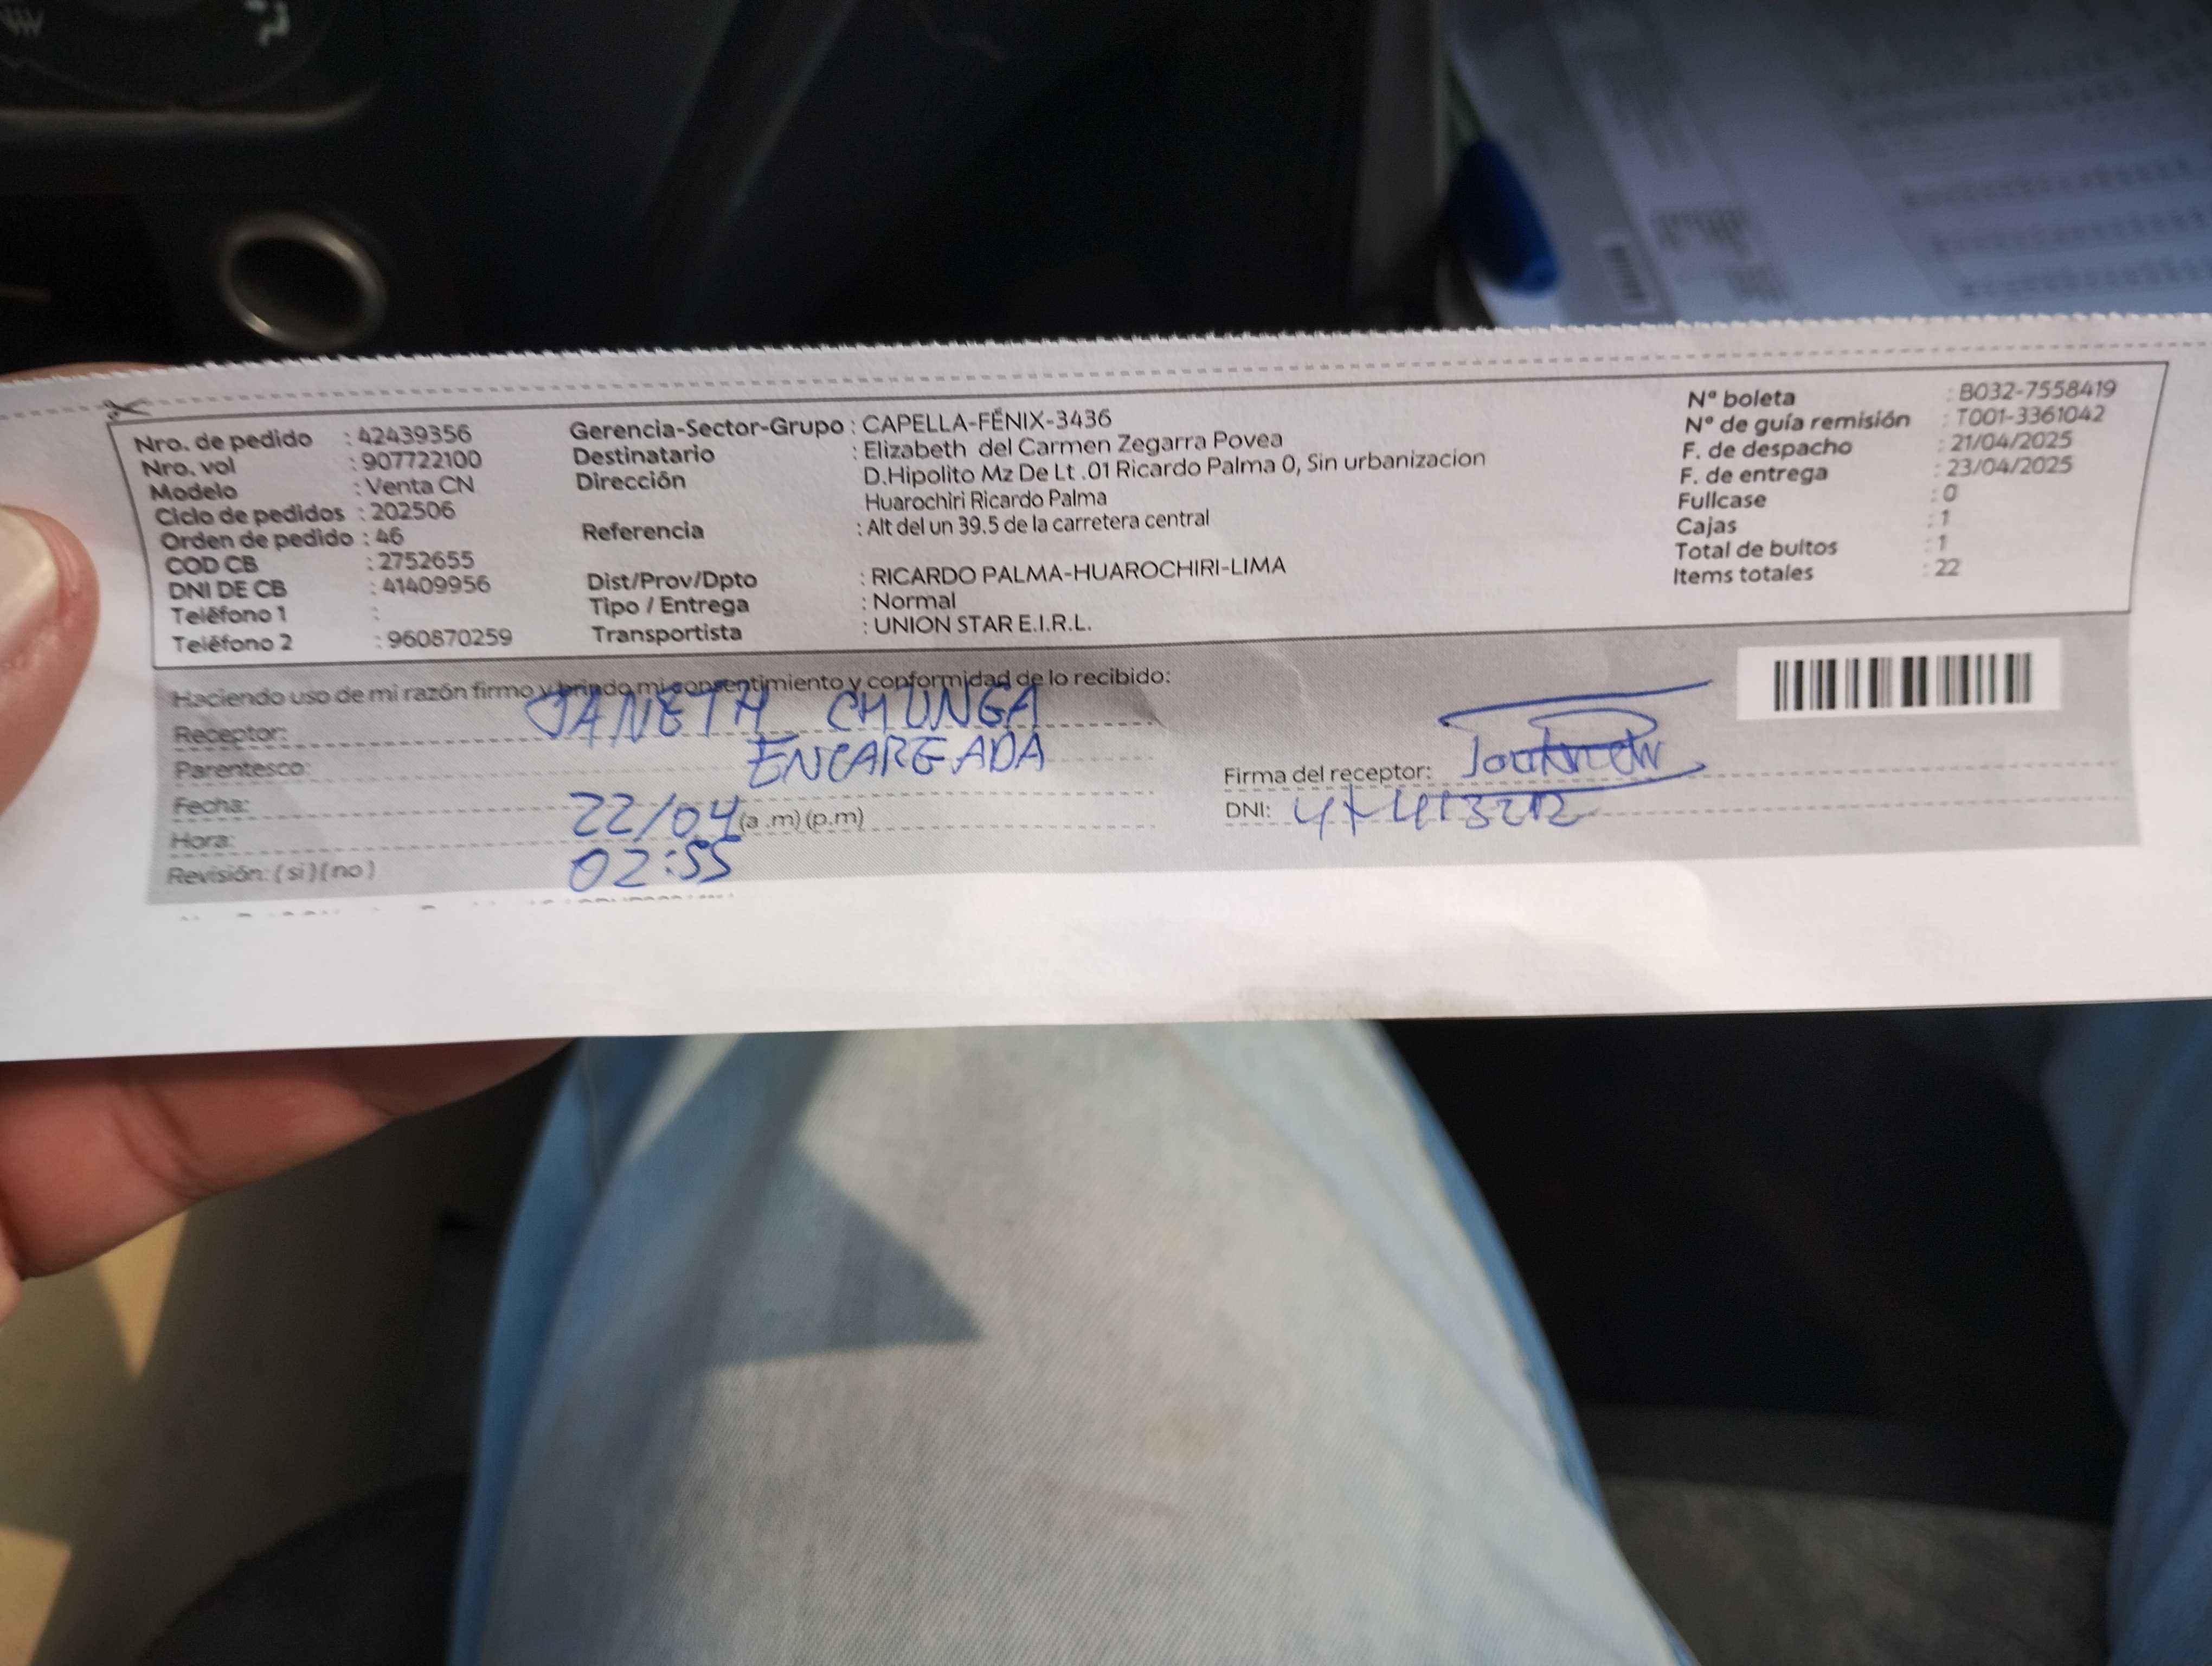 Nro. de pedido : 42439356
Nro. vol : 907722100
Modelo : Venta CN
Ciclo de pedidos : 202506
Orden de pedido : 46
COD CB : 2752655
DNI DE CB : 41409956
Teléfono 1 :
Teléfono 2 : 960870259
Gerencia-Sector-Grupo : CAPELLA-FÉNIX-3436
Destinatario : Elizabeth del Carmen Zegarra Povea
Dirección D.Hipolito Mz De Lt .01 Ricardo Palma 0, Sin urbanizacion
Huarochiri Ricardo Palma
Referencia : Alt del un 39.5 de la carretera central
Dist/Prov/Dpto : RICARDO PALMA-HUAROCHIRI-LIMA
Tipo / Entrega : Normal
Transportista : UNION STAR E.I.R.L.
N° boleta : B032-7558419
N° de guía remisión : T001-3361042
F. de despacho : 21/04/2025
F. de entrega : 23/04/2025
Fullcase : 0
Cajas : 1
Total de bultos : 1
Items totales : 22
Haciendo uso de mi razón firmo y brindo mi consentimiento y conformidad de lo recibido:
Receptor: JANETH CHUNGA
Parentesco: ENCARGADA
Fecha: 22/04 (a .m) (p.m)
Hora: 02:55
Revisión: ( si ) ( no )
Firma del receptor:
DNI: